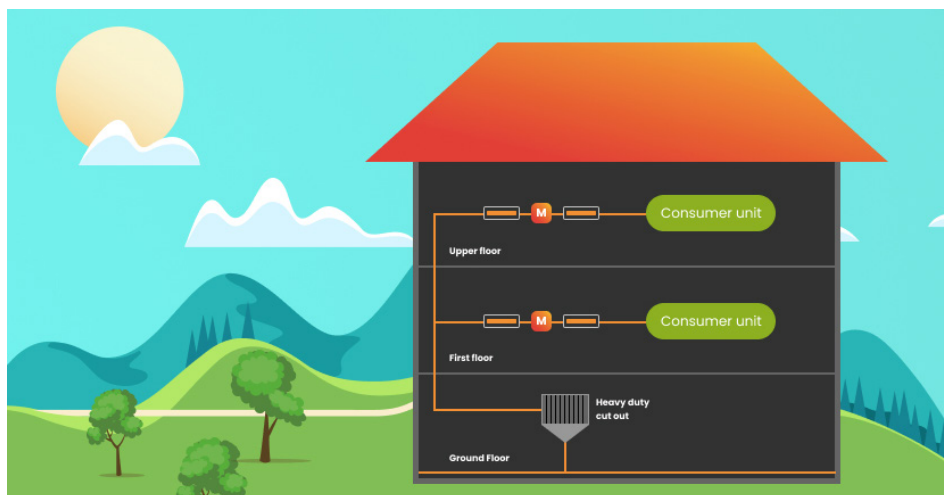 M
Consumer unit
Upper floor
M
Consumer unit
First floor
Heavy duty
cut out
Ground Floor